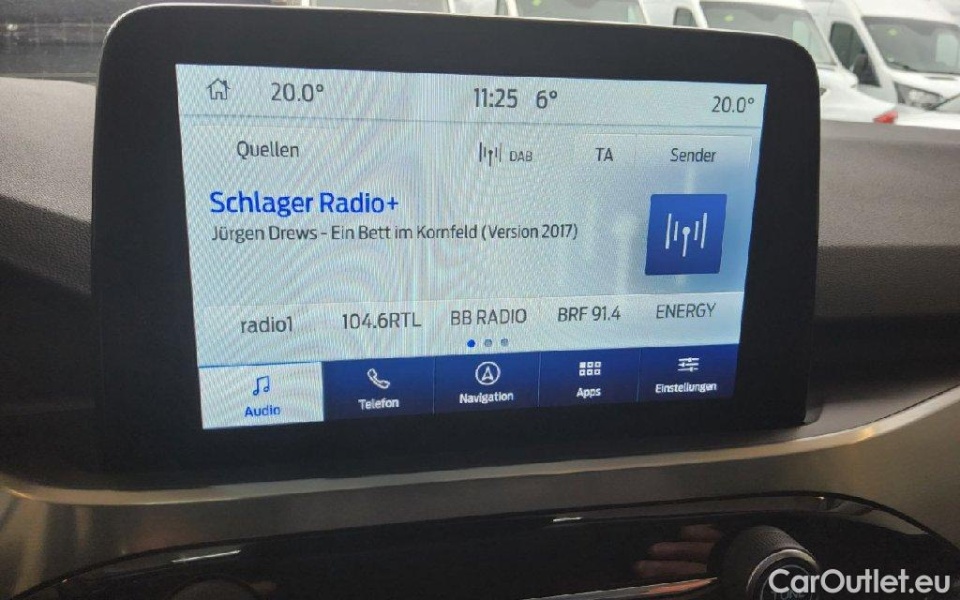 20.0° 11:25 6° 20.0°
Quellen DAB TA Sender
Schlager Radio+
Jürgen Drews - Ein Bett im Kornfeld (Version 2017)
radio1 104.6RTL BB RADIO BRF 91.4 ENERGY
Audio Telefon Navigation Apps Einstellungen
TUNE
CarOutlet.eu